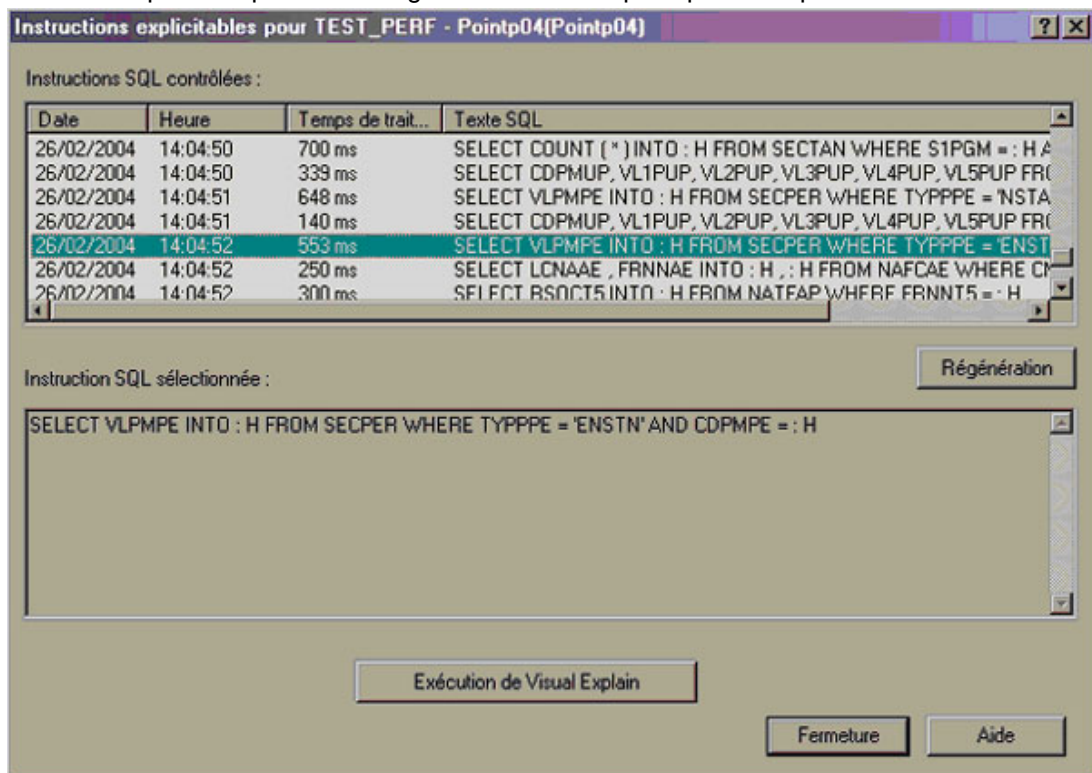 Instructions explicitables pour TEST_PERF - Pointp04(Pointp04)
Instructions SQL contrôlées :
Date Heure Temps de trait... Texte SQL
26/02/2004 14:04:50 700 ms SELECT COUNT ( * ) INTO : H FROM SECTAN WHERE S1PGM = : H A
26/02/2004 14:04:50 339 ms SELECT CDPMUP, VL1PUP, VL2PUP, VL3PUP, VL4PUP, VL5PUP FRO
26/02/2004 14:04:51 648 ms SELECT VLPMPE INTO : H FROM SECPER WHERE TYPPPE = 'NSTA
26/02/2004 14:04:51 140 ms SELECT CDPMUP, VL1PUP, VL2PUP, VL3PUP, VL4PUP, VL5PUP FRO
26/02/2004 14:04:52 553 ms SELECT VLPMPE INTO : H FROM SECPER WHERE TYPPPE = 'ENST
26/02/2004 14:04:52 250 ms SELECT LCNAAE , FRNNAE INTO : H , : H FROM NAFCAE WHERE CN
26/02/2004 14:04:52 300 ms SELECT RSOCT5 INTO : H FROM NATFAP WHERE FRNNT5 = : H
Régénération
Instruction SQL sélectionnée :
SELECT VLPMPE INTO : H FROM SECPER WHERE TYPPPE = 'ENSTN' AND CDPMPE = : H
Exécution de Visual Explain
Fermeture Aide